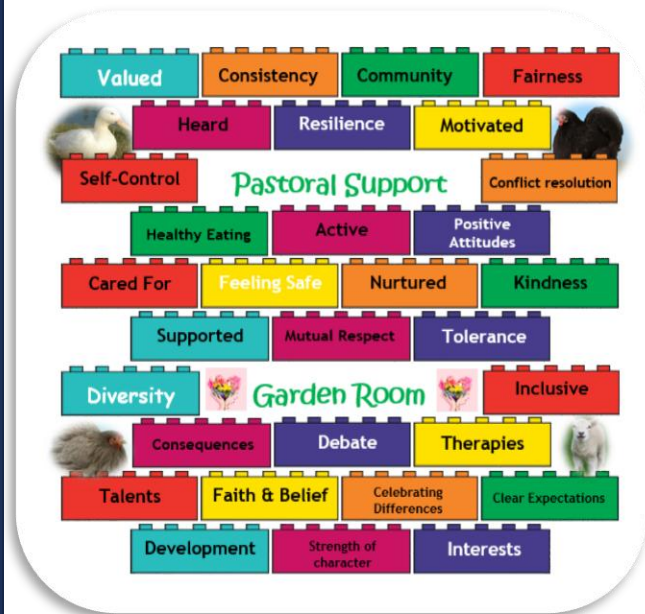 Valued Consistency Community Fairness
Heard Resilience Motivated
Self-Control Pastoral Support Conflict resolution
Healthy Eating Active Positive
Attitudes
Cared For Feeling Safe Nurtured Kindness
Supported Mutual Respect Tolerance
Diversity Garden Room Inclusive
Consequences Debate Therapies
Talents Faith & Belief Celebrating
Differences Clear Expectations
Development Strength of
character Interests